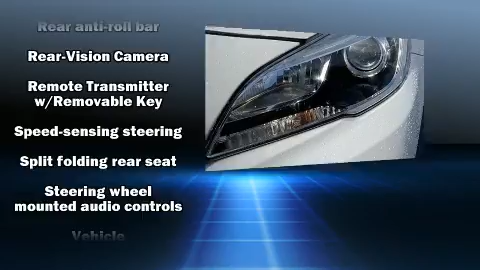 Rear anti-roll bar
Rear-Vision Camera
Remote Transmitter
w/Removable Key
Speed-sensing steering
Split folding rear seat
Steering wheel
mounted audio controls
Vehicle